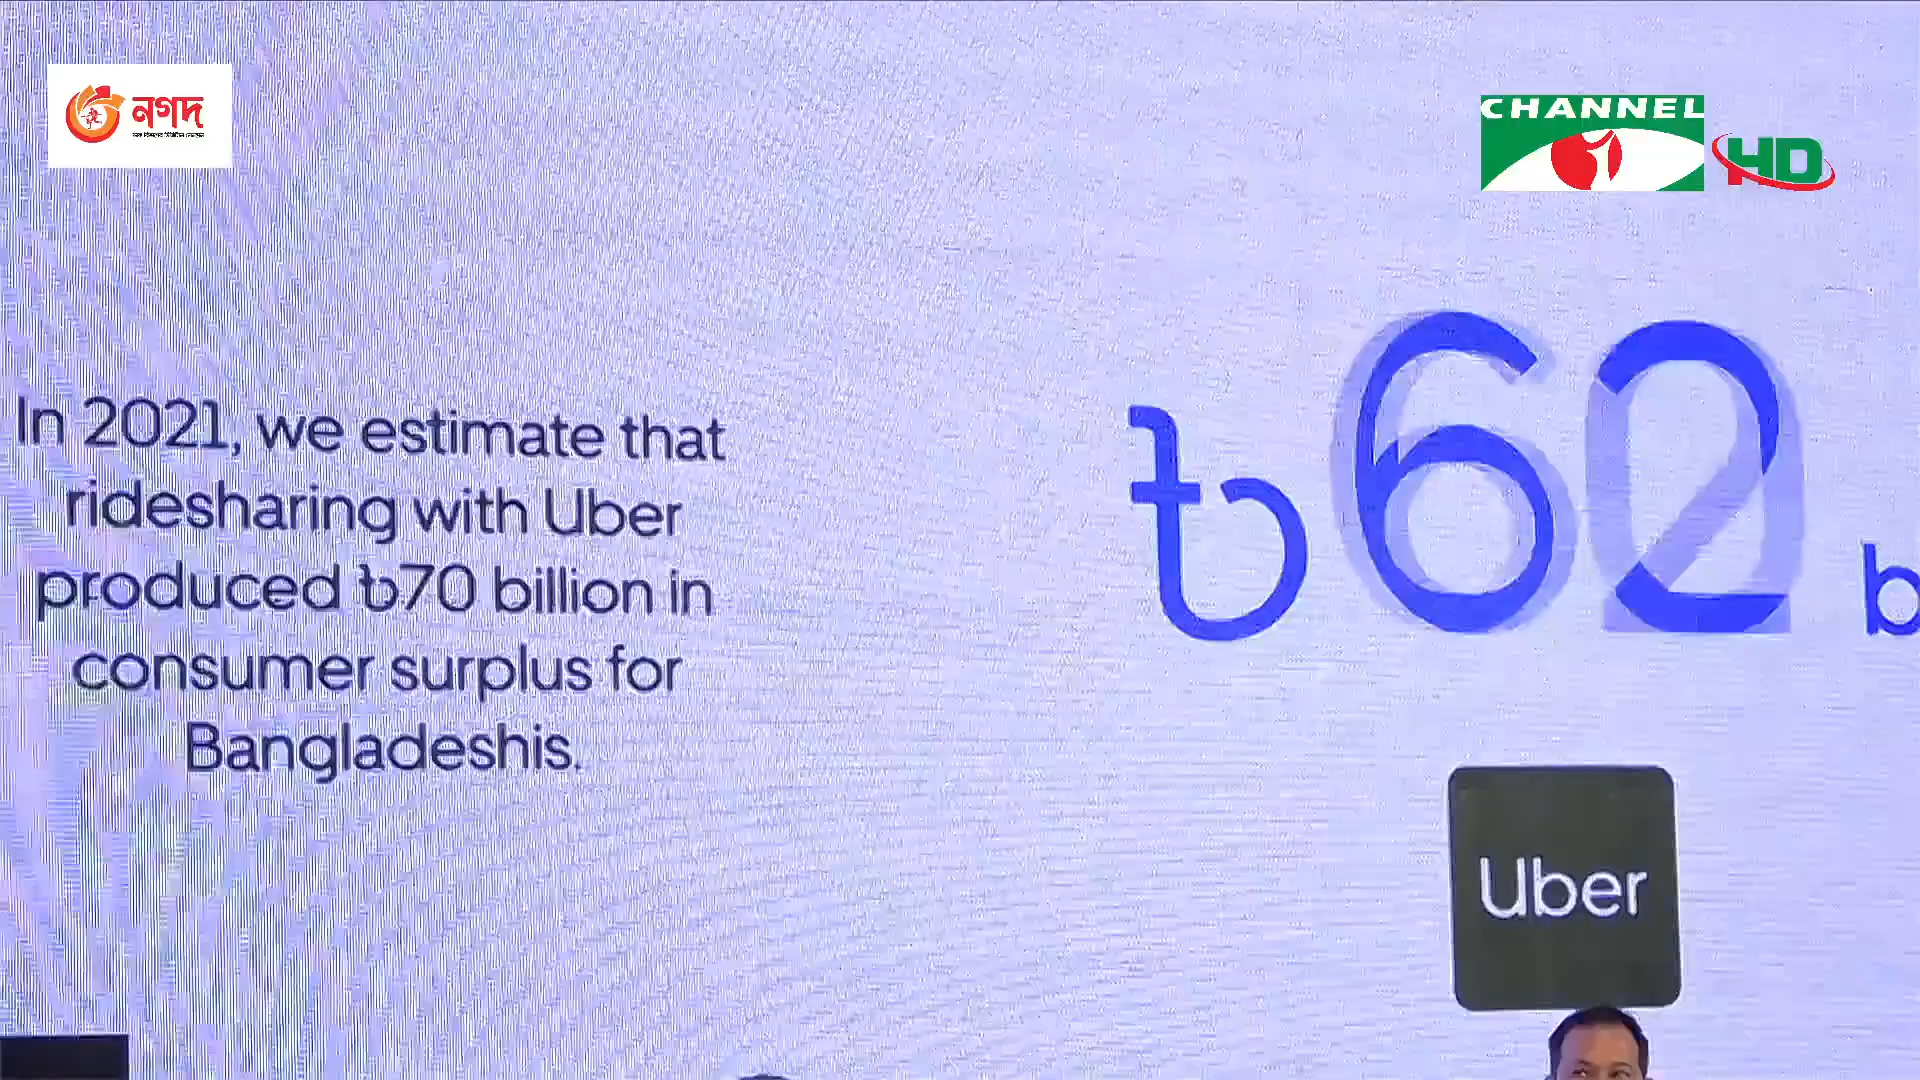 নগদ
CHANNEL
i HD
In 2021, we estimate that
ridesharing with Uber
produced ৳70 billion in
consumer surplus for
Bangladeshis.
৳
b
Uber